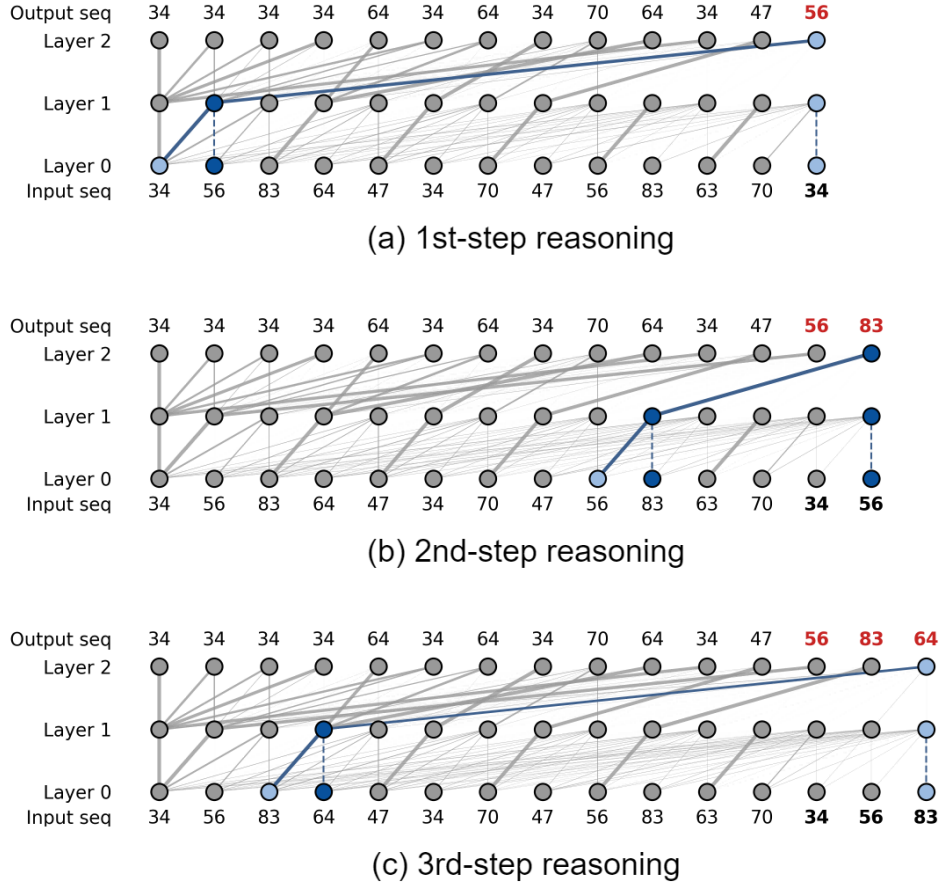 Output seq 34 34 34 34 64 64 34 70 64 34 47 56
Layer 2
Layer 1
Layer 0
Input seq 34 56 83 64 47 34 70 47 56 83 63 70 34
(a) 1st-step reasoning
Output seq 34 34 34 34 64 64 34 70 64 34 47 56 83
Layer 2
Layer 1
Layer 0
Input seq 34 56 83 64 47 34 70 47 56 83 63 70 34 56
(b) 2nd-step reasoning
Output seq 34 34 34 34 64 64 34 70 64 34 47 56 83 64
Layer 2
Layer 1
Layer 0
Input seq 34 56 83 64 47 34 70 47 56 83 63 70 34 56 83
(c) 3rd-step reasoning